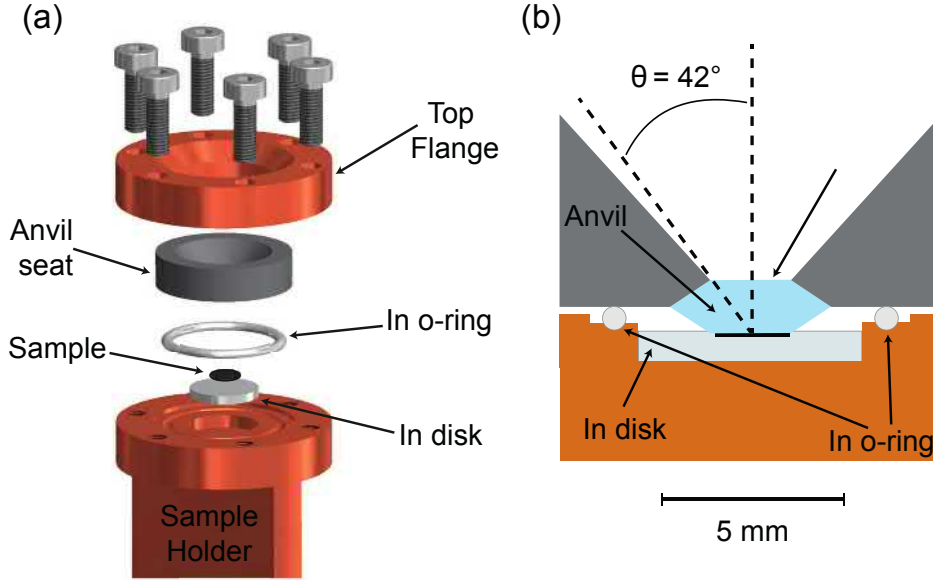 (a)
Top
Flange
Anvil
seat
In o-ring
Sample
In disk
Sample
Holder
(b)
θ = 42°
Anvil
In disk
In o-ring
5 mm